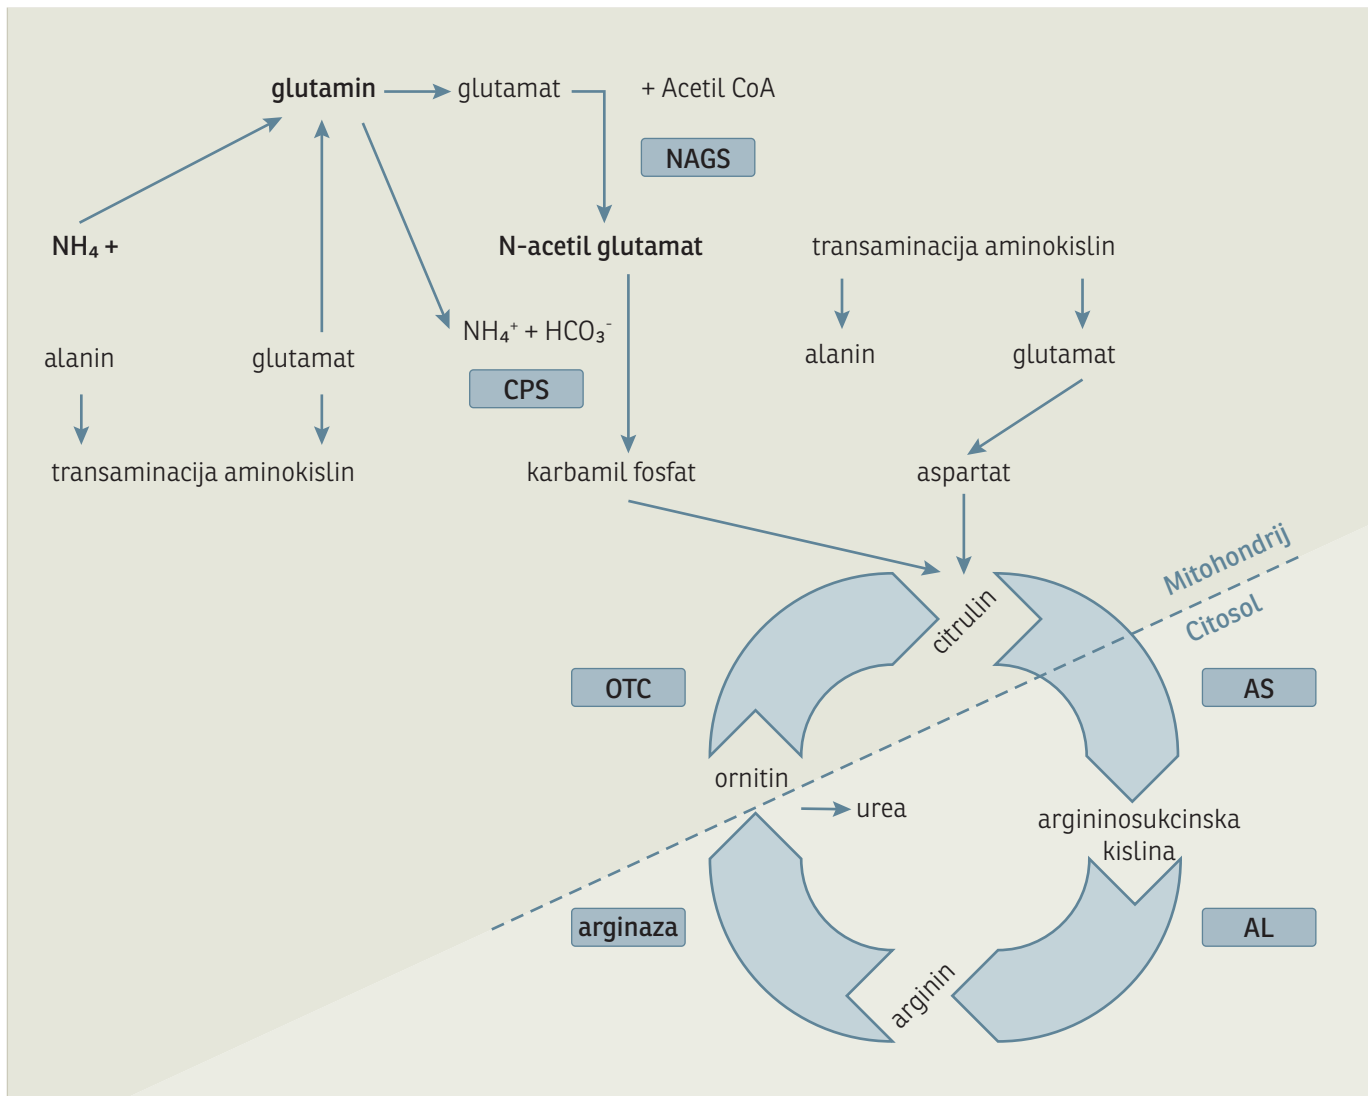 glutamin
glutamat
+ Acetil CoA
NAGS
NH₄ +
N-acetil glutamat
transaminacija aminokislin
NH₄⁺ + HCO₃⁻
alanin
glutamat
alanin
glutamat
CPS
transaminacija aminokislin
karbamil fosfat
aspartat
Mitohondrij
Citosol
citrulin
OTC
AS
ornitin
urea
argininosukcinska
kislina
arginaza
AL
arginin